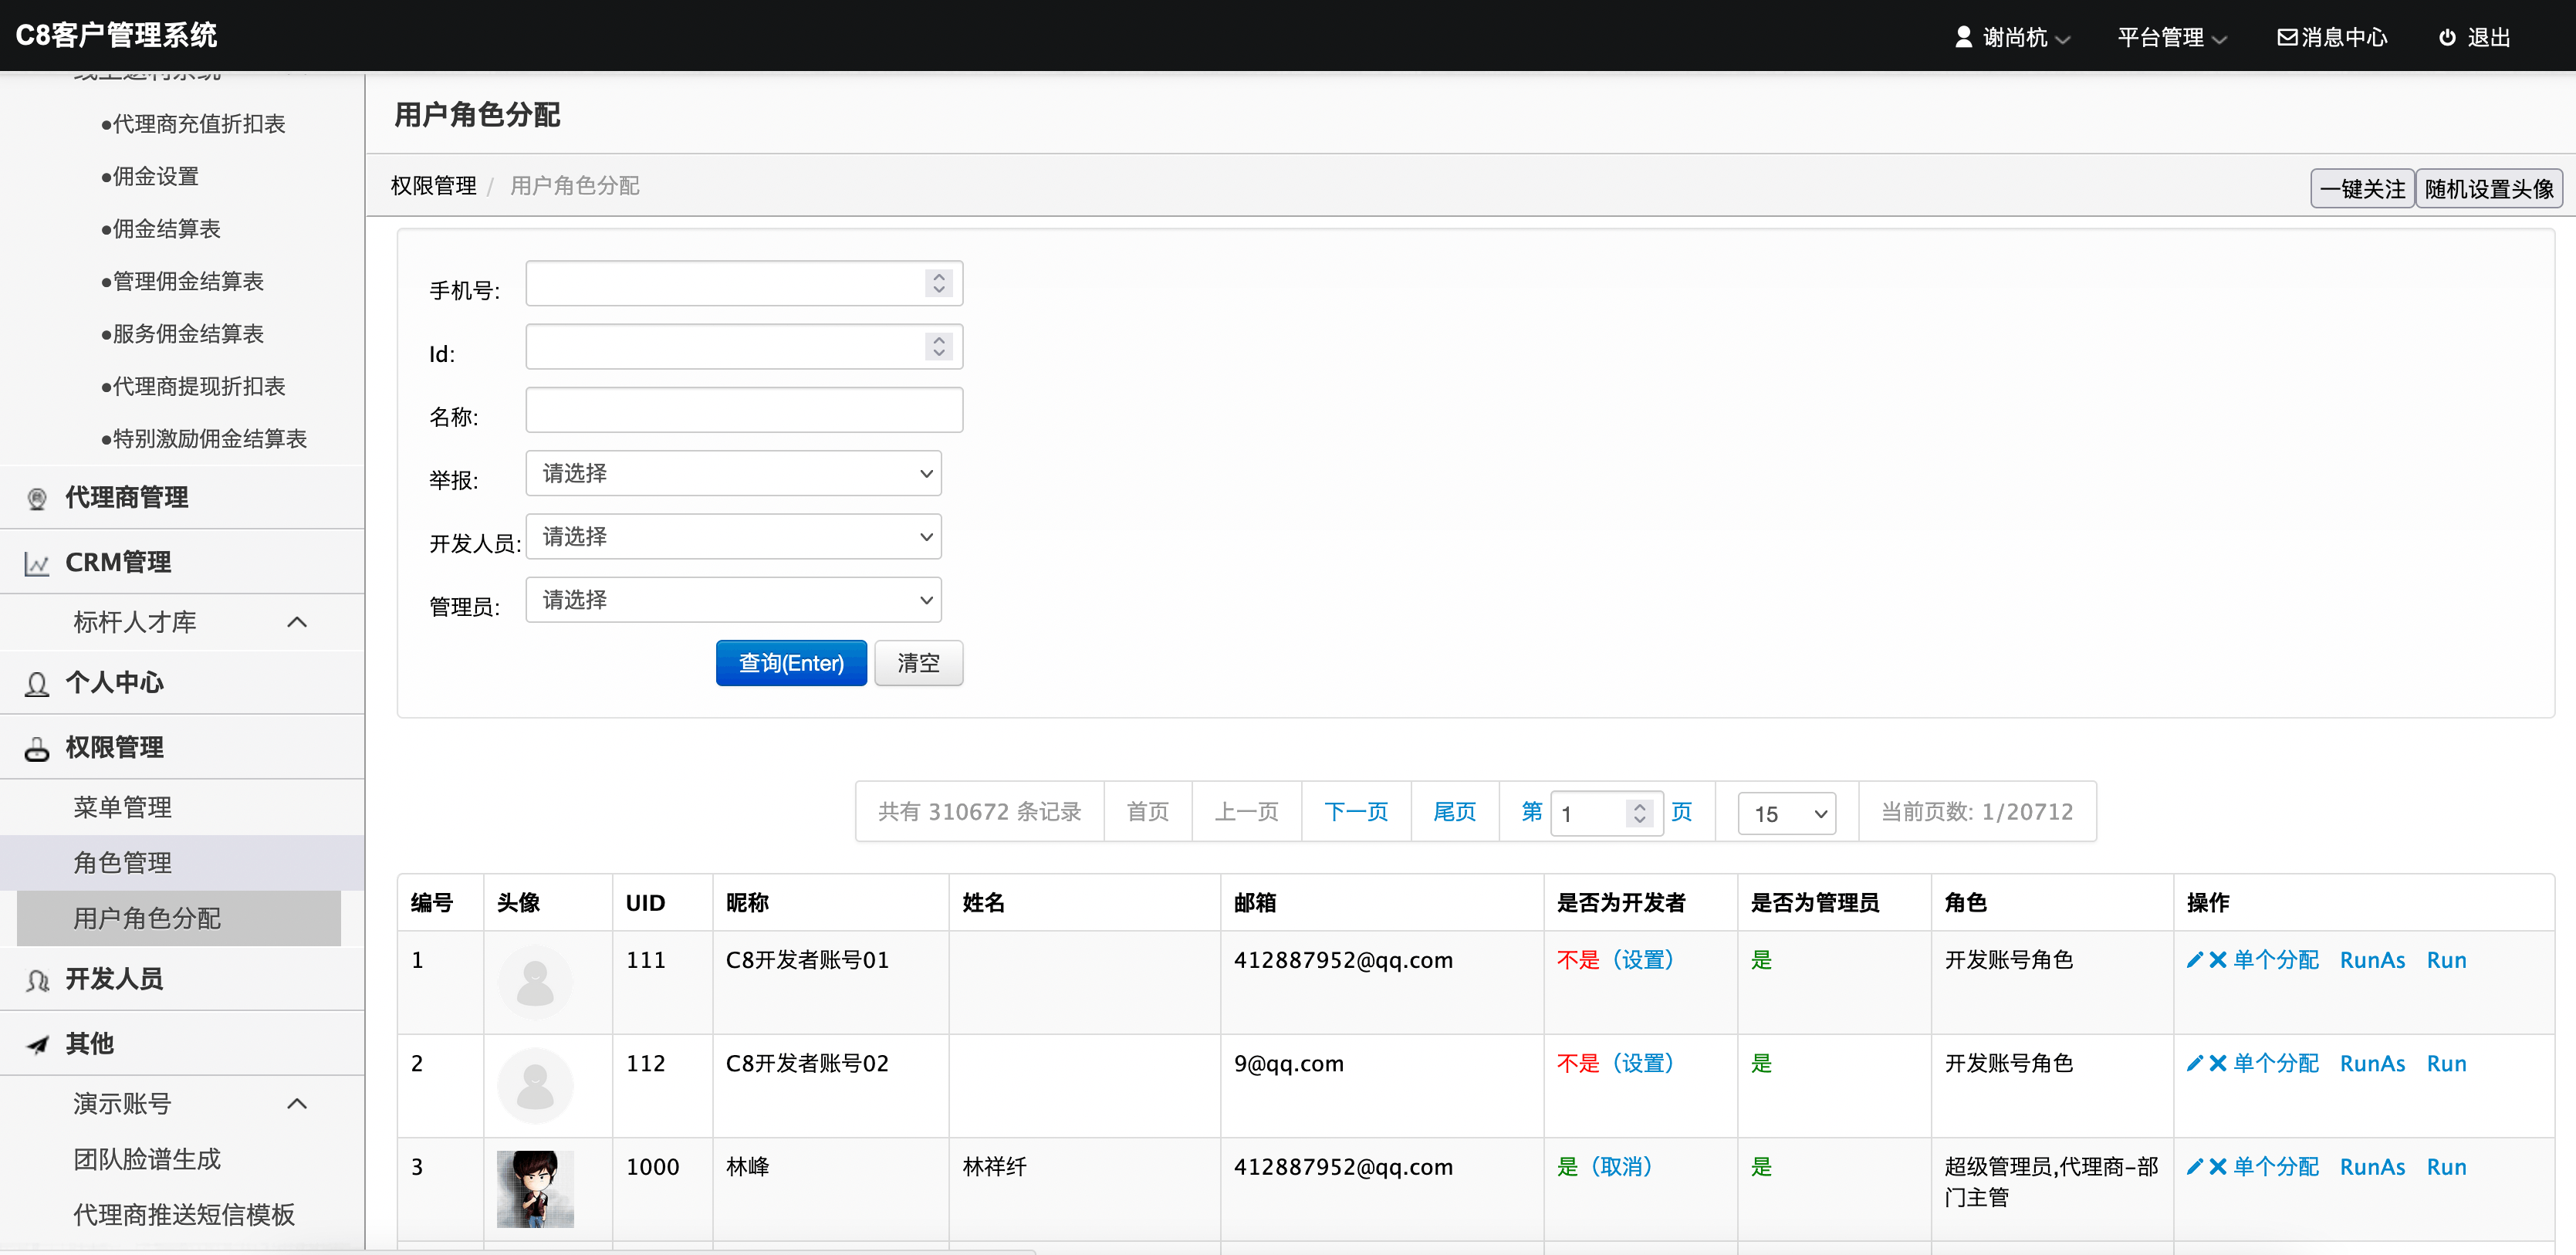 C8客户管理系统
谢尚杭
平台管理
消息中心
退出
●代理商充值折扣表
●佣金设置
●佣金结算表
●管理佣金结算表
●服务佣金结算表
●代理商提现折扣表
●特别激励佣金结算表
代理商管理
CRM管理
标杆人才库
个人中心
权限管理
菜单管理
角色管理
用户角色分配
开发人员
其他
演示账号
团队脸谱生成
代理商推送短信模板
用户角色分配
权限管理 / 用户角色分配
一键关注 随机设置头像
手机号:
Id:
名称:
举报: 请选择
开发人员: 请选择
管理员: 请选择
查询(Enter) 清空
共有 310672 条记录 首页 上一页 下一页 尾页 第 1 页 15 当前页数: 1/20712
编号 头像 UID 昵称 姓名 邮箱 是否为开发者 是否为管理员 角色 操作
1 111 C8开发者账号01 412887952@qq.com 不是（设置） 是 开发账号角色 单个分配 RunAs Run
2 112 C8开发者账号02 9@qq.com 不是（设置） 是 开发账号角色 单个分配 RunAs Run
3 1000 林峰 林祥纤 412887952@qq.com 是（取消） 是 超级管理员,代理商-部 单个分配 RunAs Run
门主管